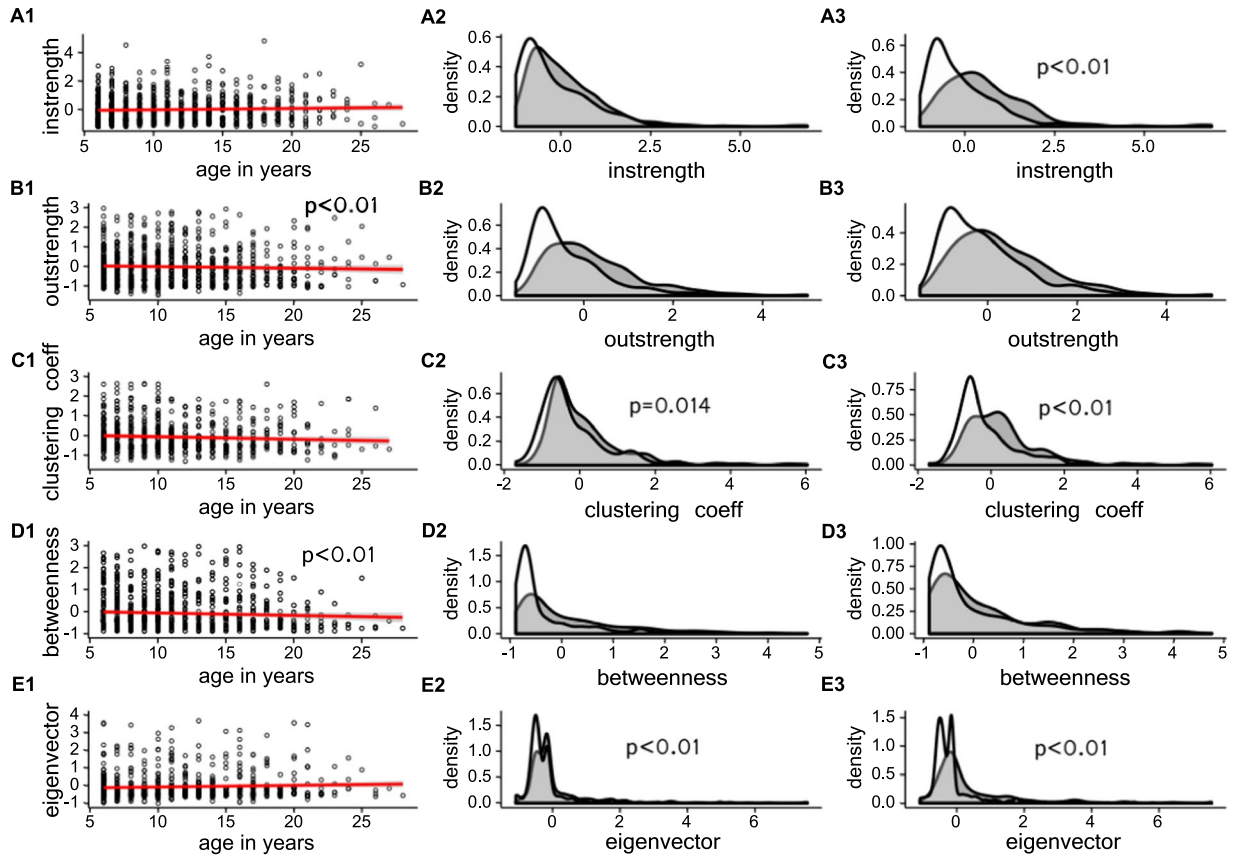 A1
instrength
4
2
0
5 10 15 20 25
age in years
A2
density
0.6
0.4
0.2
0.0
0.0 2.5 5.0
instrength
A3
density
0.6
0.4
0.2
0.0
p<0.01
0.0 2.5 5.0
instrength
B1
outstrength
3
2
1
0
-1
p<0.01
5 10 15 20 25
age in years
B2
density
0.6
0.4
0.2
0.0
0 2 4
outstrength
B3
density
0.4
0.2
0.0
0 2 4
outstrength
C1
clustering coeff
3
2
1
0
-1
5 10 15 20 25
age in years
C2
density
0.6
0.4
0.2
0.0
p=0.014
-2 0 2 4 6
clustering coeff
C3
density
0.75
0.50
0.25
0.00
p<0.01
-2 0 2 4 6
clustering coeff
D1
betweenness
3
2
1
0
-1
p<0.01
5 10 15 20 25
age in years
D2
density
1.5
1.0
0.5
0.0
-1 0 1 2 3 4 5
betweenness
D3
density
1.00
0.75
0.50
0.25
0.00
-1 0 1 2 3 4 5
betweenness
E1
eigenvector
4
3
2
1
0
-1
5 10 15 20 25
age in years
E2
density
1.5
1.0
0.5
0.0
p<0.01
0 2 4 6
eigenvector
E3
density
1.5
1.0
0.5
0.0
p<0.01
0 2 4 6
eigenvector